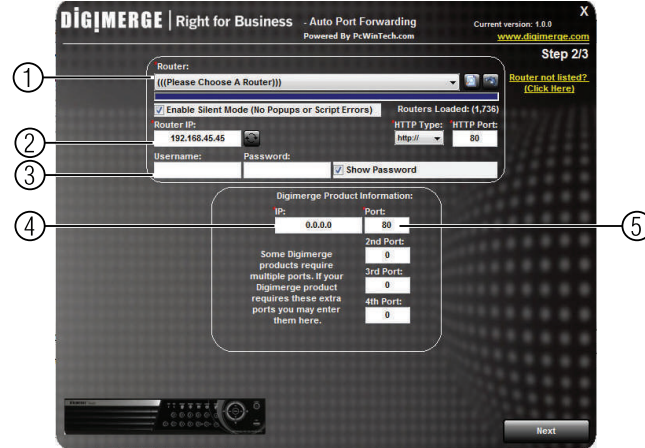 DIGIMERGE | Right for Business - Auto Port Forwarding
Powered By PcWinTech.com
Current version: 1.0.0
X
www.digimerge.com
Step 2/3
Router:
(((Please Choose A Router)))
Router not listed?
(Click Here)
Enable Silent Mode (No Popups or Script Errors)
Routers Loaded: (1,736)
*Router IP:
*HTTP Type:
*HTTP Port:
192.168.45.45
http://
80
Username:
Password:
Show Password
Digimerge Product Information:
*IP:
*Port:
0.0.0.0
80
2nd Port:
0
Some Digimerge
products require
multiple ports. If your
Digimerge product
requires these extra
ports you may enter
them here.
3rd Port:
0
4th Port:
0
Next
1
2
3
4
5